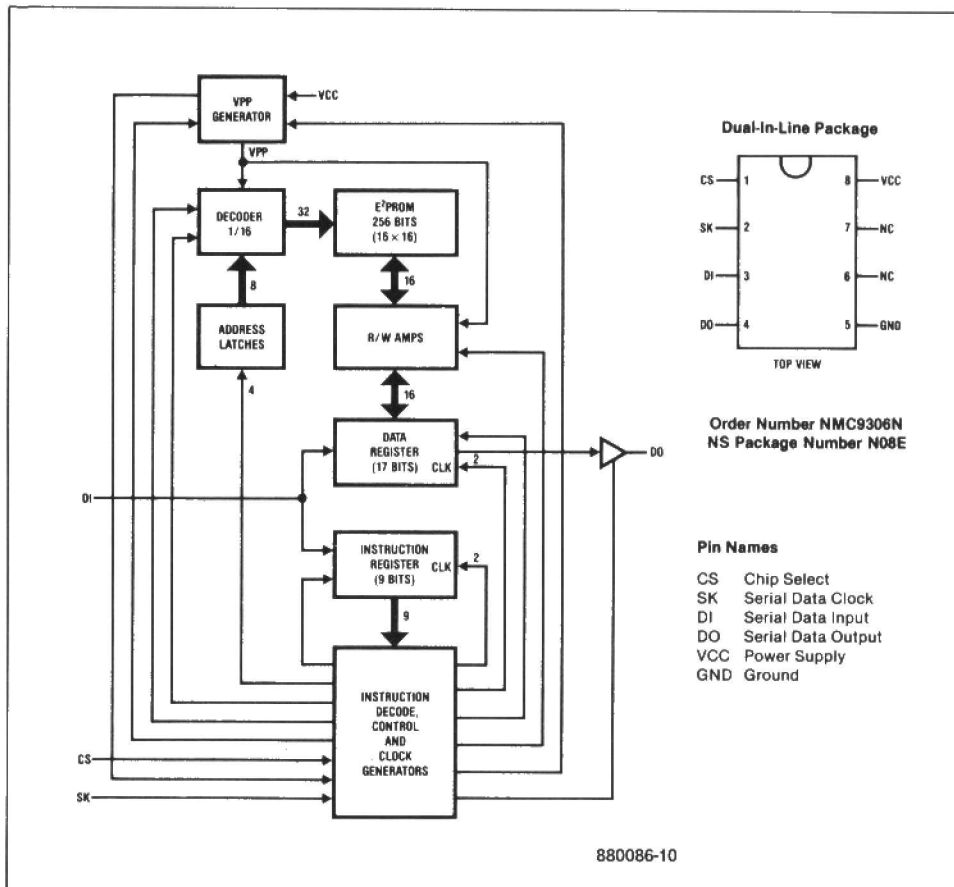 VPP
GENERATOR
VCC
VPP
DECODER
1/16
32
E²PROM
256 BITS
(16 × 16)
8
16
ADDRESS
LATCHES
R/W AMPS
4
16
DATA
REGISTER
(17 BITS)
CLK
2
DO
DI
INSTRUCTION
REGISTER
(9 BITS)
CLK
2
9
INSTRUCTION
DECODE,
CONTROL
AND
CLOCK
GENERATORS
CS
SK
Dual-In-Line Package
CS 1 8 VCC
SK 2 7 NC
DI 3 6 NC
DO 4 5 GND
TOP VIEW
Order Number NMC9306N
NS Package Number N08E
Pin Names
CS Chip Select
SK Serial Data Clock
DI Serial Data Input
DO Serial Data Output
VCC Power Supply
GND Ground
880086-10